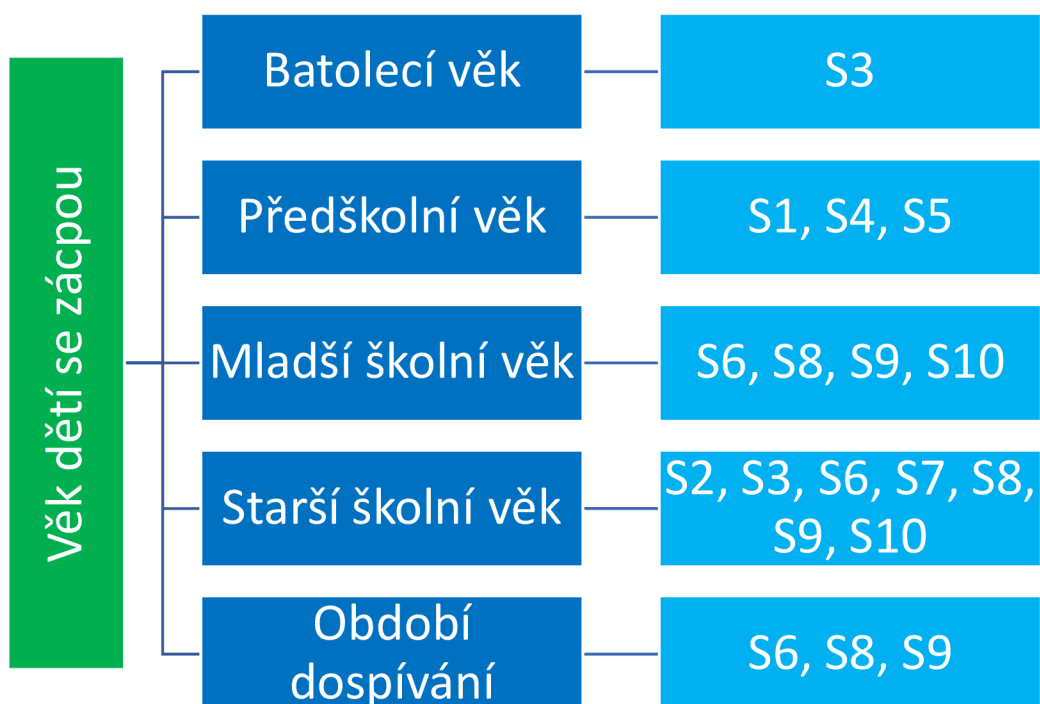 Věk dětí se zácpou
Batolecí věk
S3
Předškolní věk
S1, S4, S5
Mladší školní věk
S6, S8, S9, S10
Starší školní věk
S2, S3, S6, S7, S8,
S9, S10
Období
dospívání
S6, S8, S9